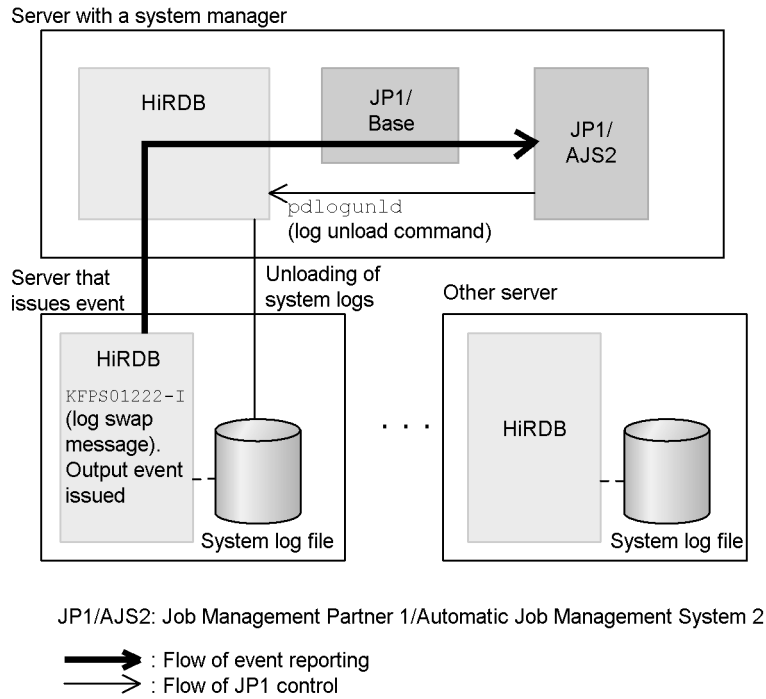 Server with a system manager
HiRDB
JP1/
Base
JP1/
AJS2
pdlogunld
(log unload command)
Server that
issues event
Unloading of
system logs
Other server
HiRDB
KFPS01222-I
(log swap
message).
Output event
issued
System log file
. . .
HiRDB
System log file
JP1/AJS2: Job Management Partner 1/Automatic Job Management System 2
: Flow of event reporting
: Flow of JP1 control